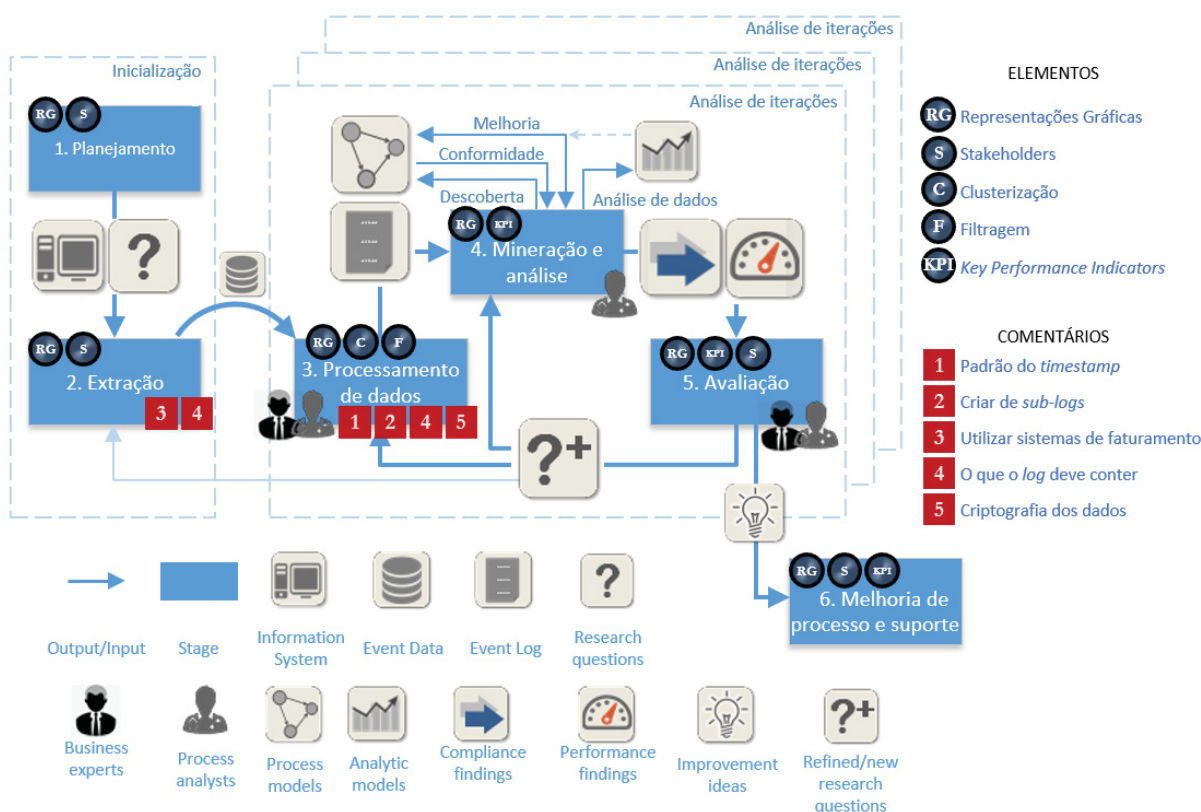 Análise de iterações
Análise de iterações
Análise de iterações
Inicialização
RG S
1. Planejamento
?
RG S
2. Extração
3 4
Melhoria
Conformidade
Descoberta
Análise de dados
RG KPI
4. Mineração e
análise
RG C F
3. Processamento
de dados
1 2 4 5
RG KPI S
5. Avaliação
?+
RG S KPI
6. Melhoria de
processo e suporte
ELEMENTOS
RG Representações Gráficas
S Stakeholders
C Clusterização
F Filtragem
KPI Key Performance Indicators
COMENTÁRIOS
1 Padrão do timestamp
2 Criar de sub-logs
3 Utilizar sistemas de faturamento
4 O que o log deve conter
5 Criptografia dos dados
?
Output/Input
Stage
Information
System
Event Data
Event Log
Research
questions
?+
Business
experts
Process
analysts
Process
models
Analytic
models
Compliance
findings
Performance
findings
Improvement
ideas
Refined/new
research
questions